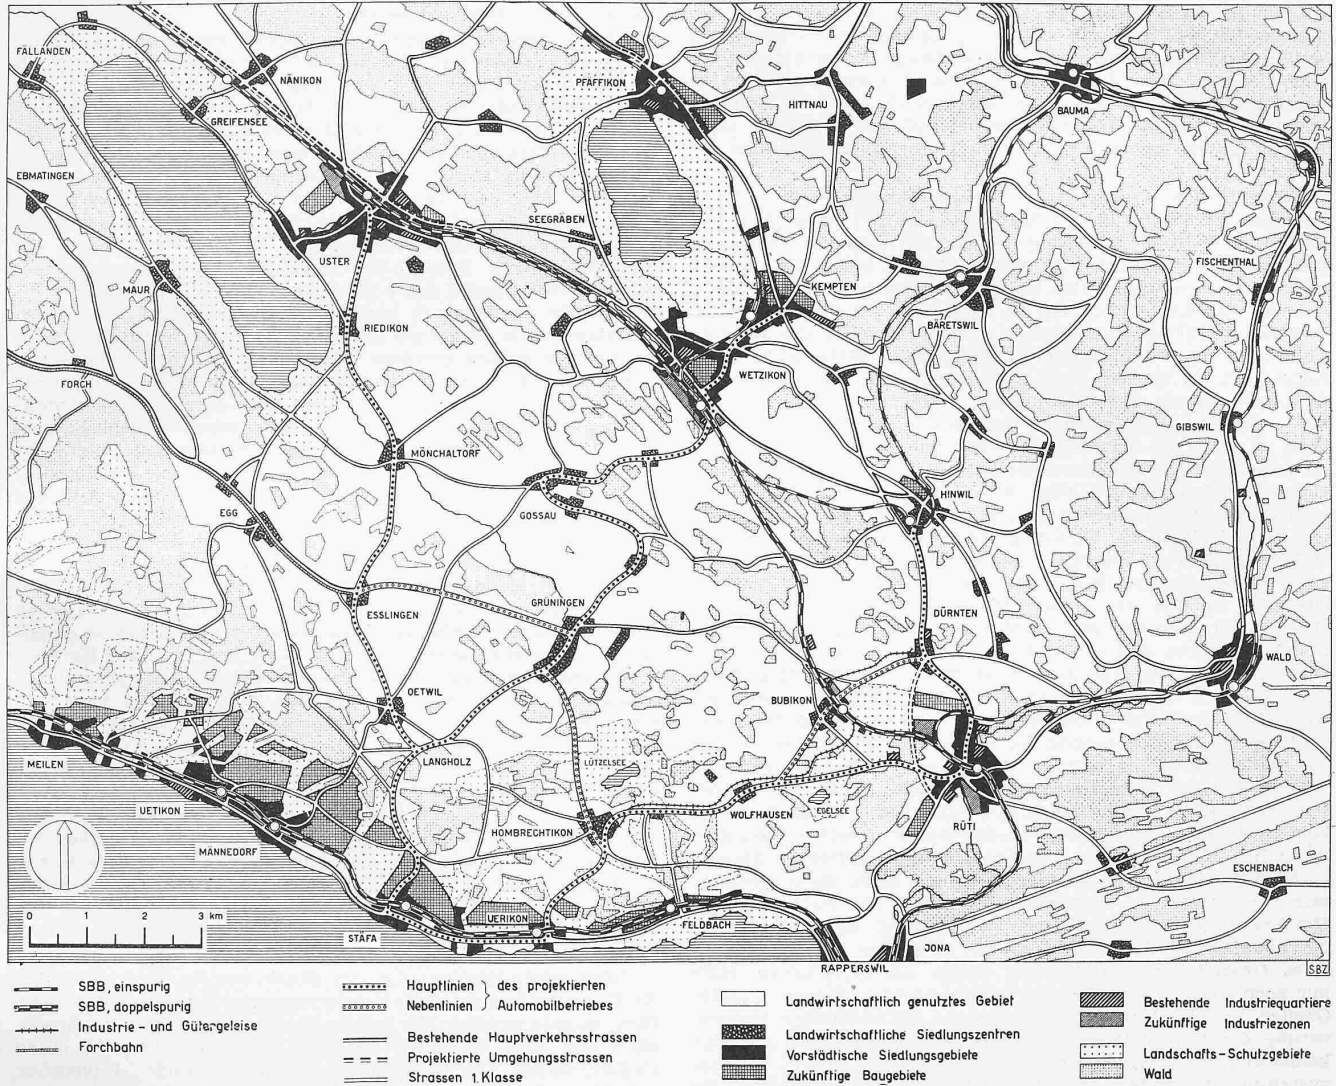 FÄLLANDEN
NÄNIKON
GREIFENSEE
PFÄFFIKON
HITTNAU
BAUMA
EBMATINGEN
SEEGRÄBEN
USTER
MAUR
FISCHENTHAL
KEMPTEN
RIEDIKON
BÄRETSWIL
FORCH
WETZIKON
GIBSWIL
MÖNCHALTORF
HINWIL
EGG
GOSSAU
ESSLINGEN
GRÜNINGEN
DÜRNTEN
WALD
OETWIL
BUBIKON
MEILEN
LANGHOLZ
LÜTZELSEE
UETIKON
WOLFHAUSEN
EGELSEE
RÜTI
HOMBRECHTIKON
MÄNNEDORF
ESCHENBACH
0 1 2 3 km
UERIKON
FELDBACH
STÄFA
JONA
RAPPERSWIL
SBZ
SBB, einspurig
SBB, doppelspurig
Industrie- und Gütergeleise
Forchbahn
Hauptlinien } des projektierten
Nebenlinien } Automobilbetriebes
Bestehende Hauptverkehrsstrassen
Projektierte Umgehungsstrassen
Strassen 1. Klasse
Landwirtschaftlich genutztes Gebiet
Landwirtschaftliche Siedlungszentren
Vorstädtische Siedlungsgebiete
Zukünftige Baugebiete
Bestehende Industriequartiere
Zukünftige Industriezonen
Landschafts-Schutzgebiete
Wald